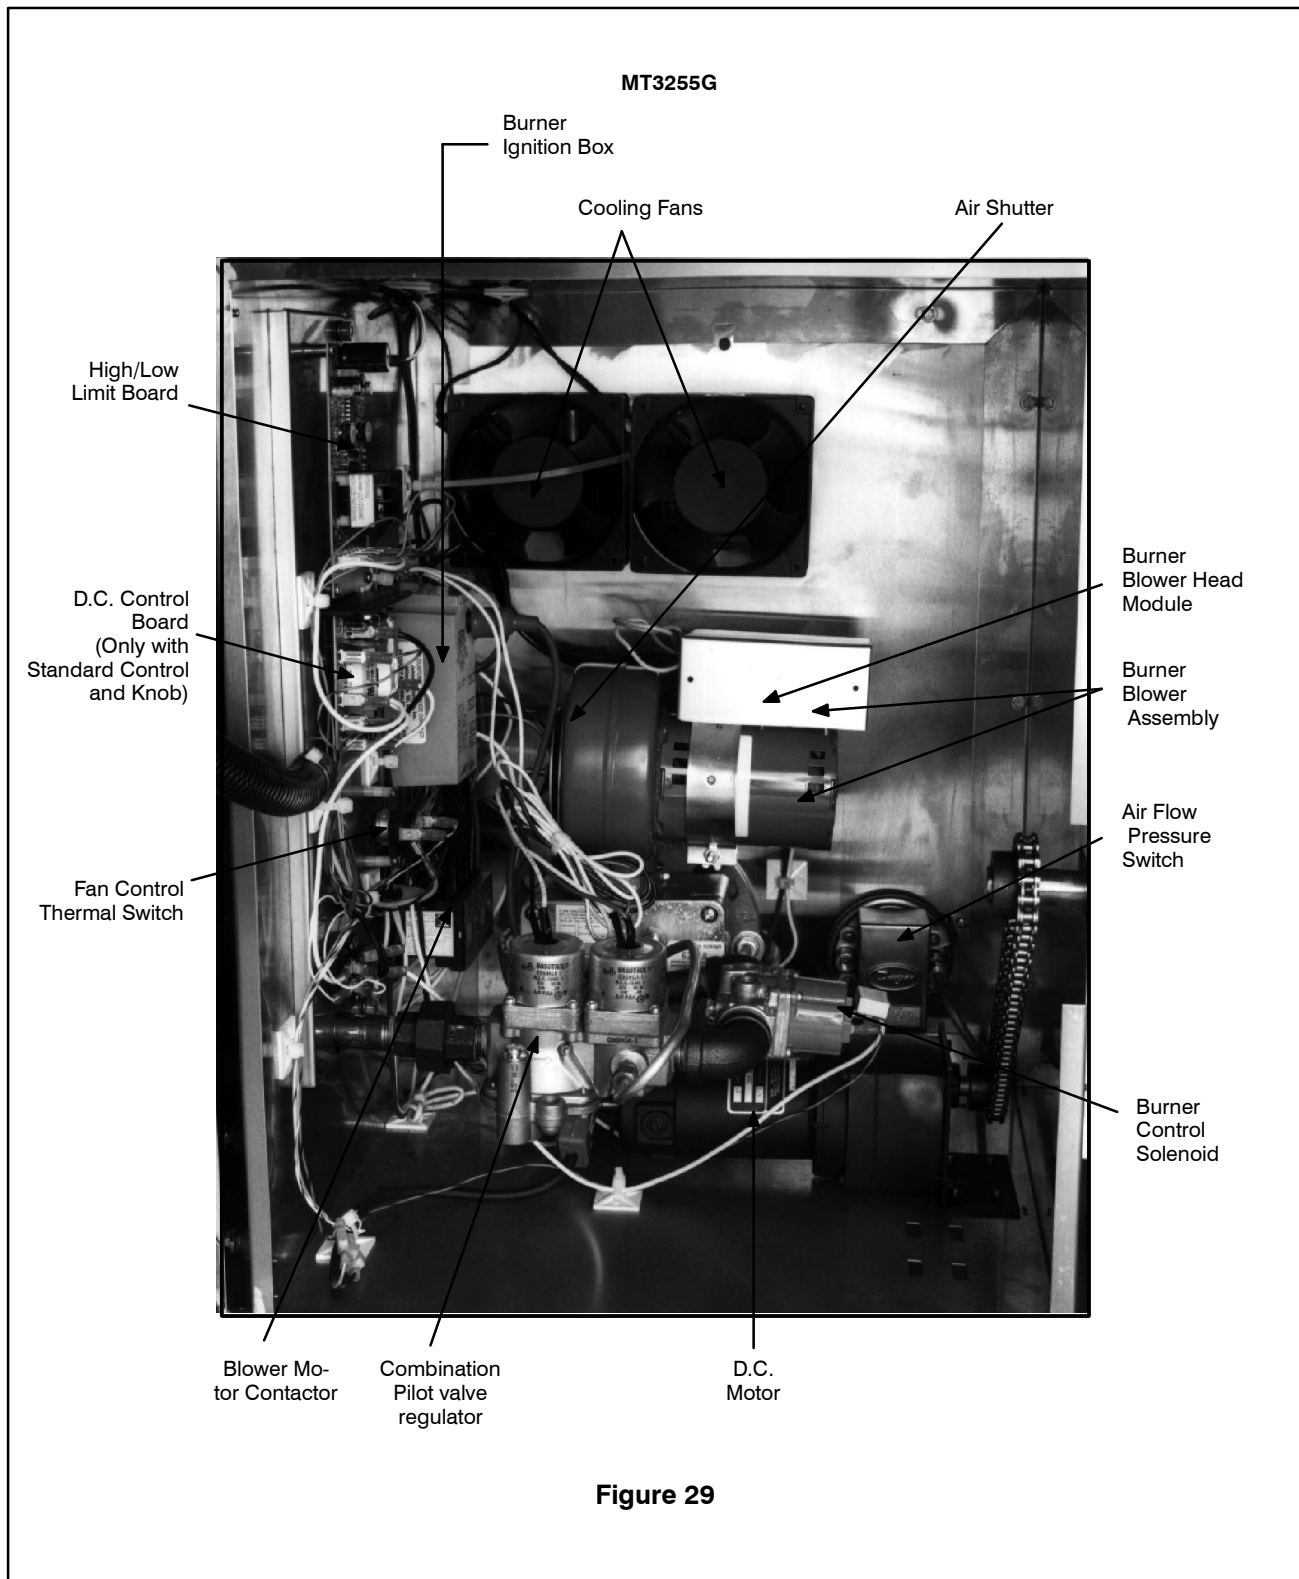 MT3255G
Burner
Ignition Box
Cooling Fans
Air Shutter
High/Low
Limit Board
Burner
Blower Head
Module
D.C. Control
Board
(Only with
Standard Control
and Knob)
Burner
Blower
Assembly
Air Flow
Pressure
Switch
Fan Control
Thermal Switch
Burner
Control
Solenoid
Blower Mo-
tor Contactor
Combination
Pilot valve
regulator
D.C.
Motor
Figure 29